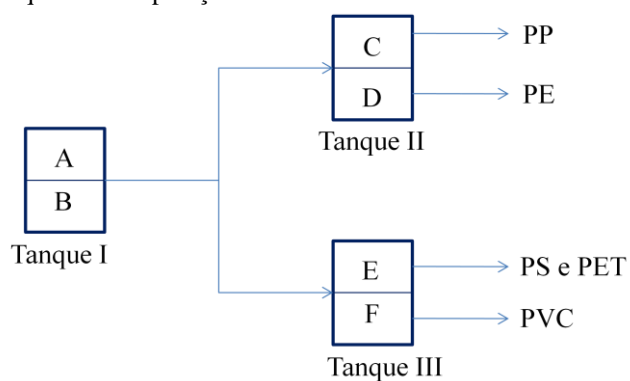 C
PP
D
PE
Tanque II
A
B
Tanque I
E
PS e PET
F
PVC
Tanque III